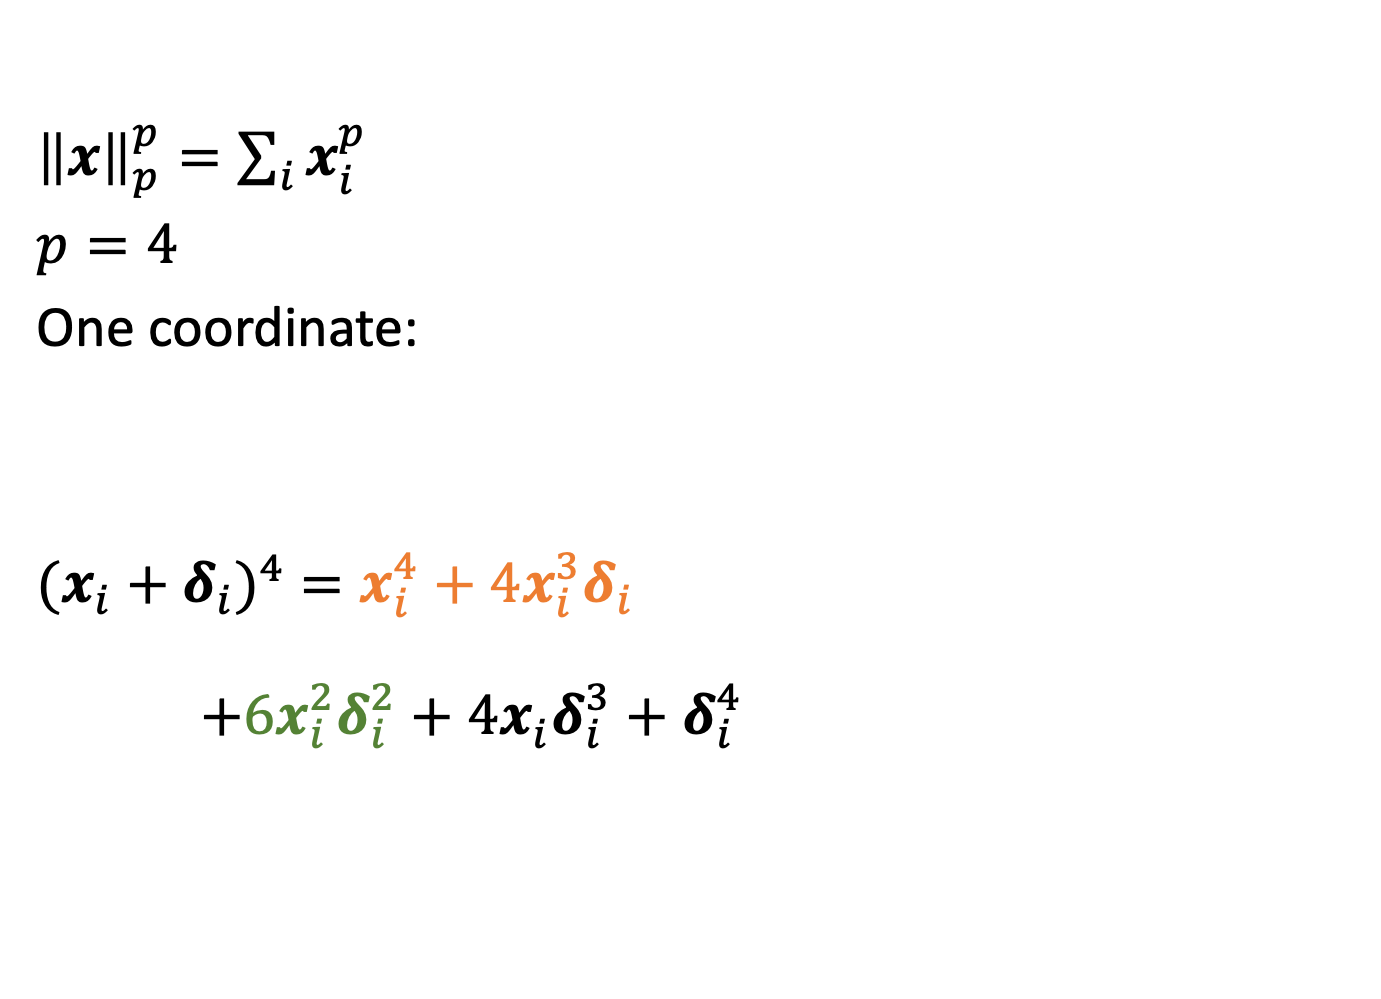 ‖𝒙‖ₚᵖ = ∑ᵢ 𝒙ᵢᵖ
p = 4
One coordinate:
(𝒙ᵢ + 𝜹ᵢ)⁴ = 𝒙ᵢ⁴ + 4𝒙ᵢ³𝜹ᵢ
+6𝒙ᵢ²𝜹ᵢ² + 4𝒙ᵢ𝜹ᵢ³ + 𝜹ᵢ⁴